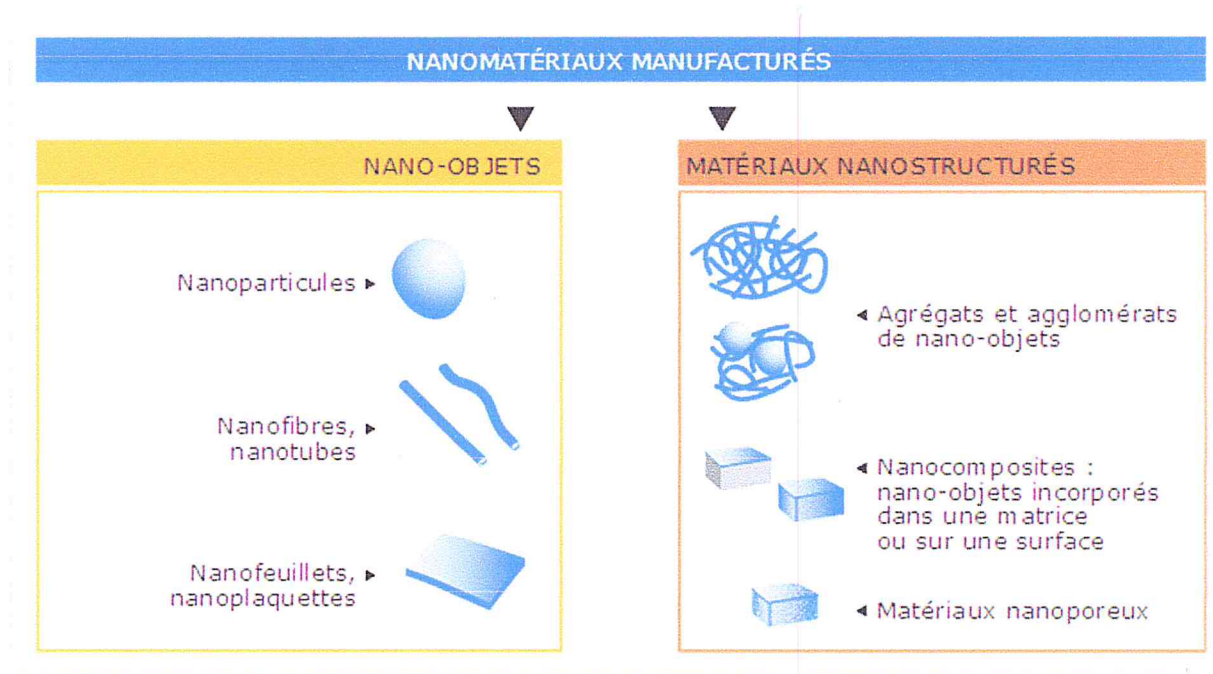 NANOMATÉRIAUX MANUFACTURÉS
NANO-OBJETS
Nanoparticules
Nanofibres,
nanotubes
Nanofeuillets,
nanoplaquettes
MATÉRIAUX NANOSTRUCTURÉS
Agrégats et agglomérats
de nano-objets
Nanocomposites :
nano-objets incorporés
dans une matrice
ou sur une surface
Matériaux nanoporeux